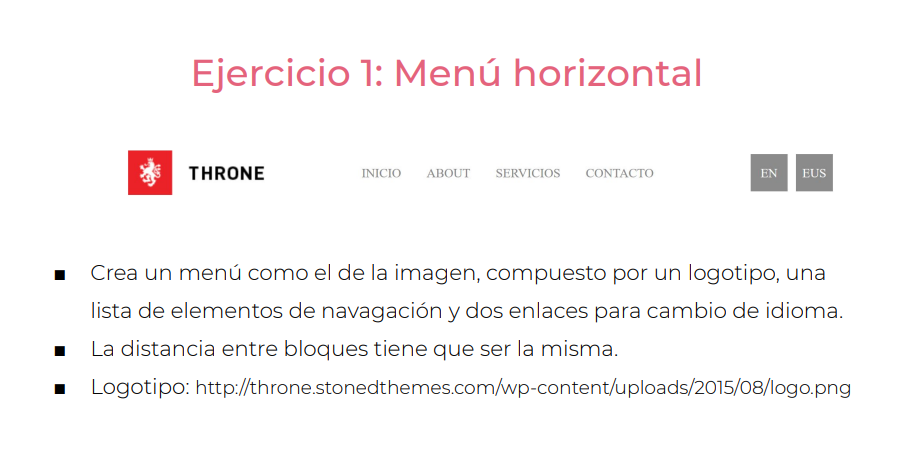 Ejercicio 1: Menú horizontal
THRONE INICIO ABOUT SERVICIOS CONTACTO EN EUS
■ Crea un menú como el de la imagen, compuesto por un logotipo, una
lista de elementos de navagación y dos enlaces para cambio de idioma.
■ La distancia entre bloques tiene que ser la misma.
■ Logotipo: http://throne.stonedthemes.com/wp-content/uploads/2015/08/logo.png